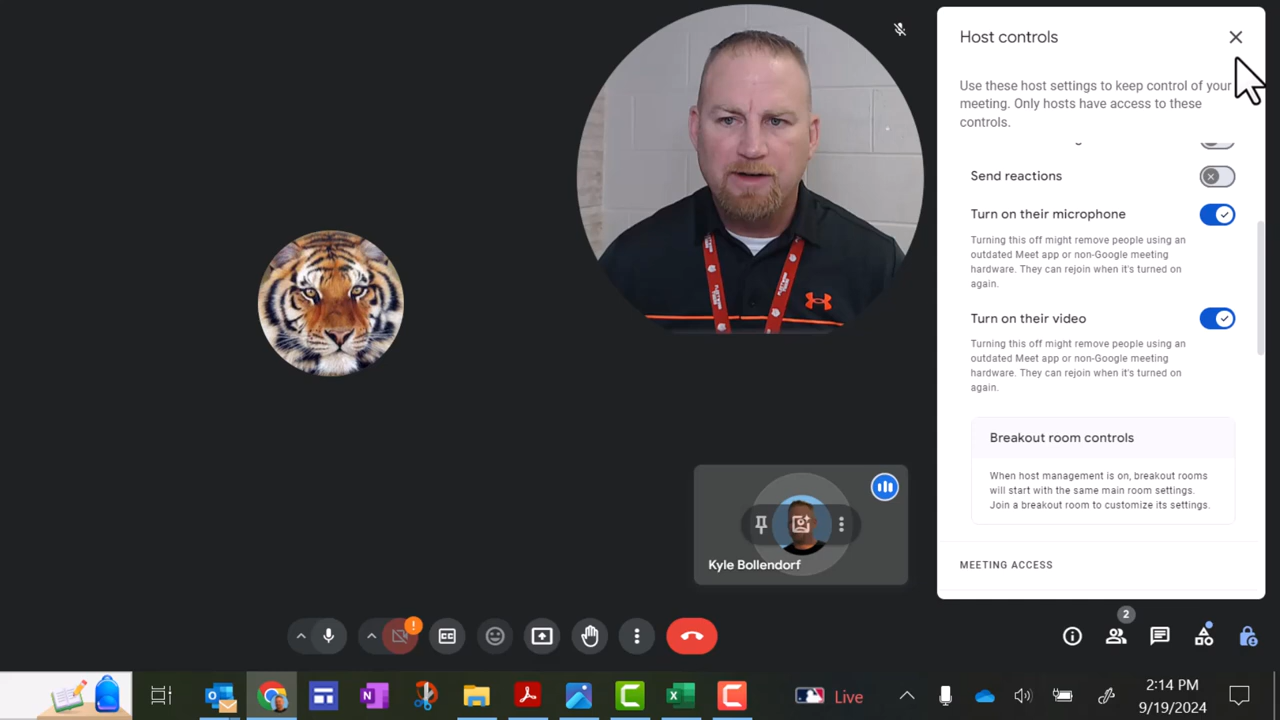 Host controls
Use these host settings to keep control of your
meeting. Only hosts have access to these
controls.
Send reactions
Turn on their microphone
Turning this off might remove people using an
outdated Meet app or non-Google meeting
hardware. They can rejoin when it's turned on
again.
Turn on their video
Turning this off might remove people using an
outdated Meet app or non-Google meeting
hardware. They can rejoin when it's turned on
again.
Breakout room controls
When host management is on, breakout rooms
will start with the same main room settings.
Join a breakout room to customize its settings.
MEETING ACCESS
Kyle Bollendorf
2
Live
2:14 PM
9/19/2024